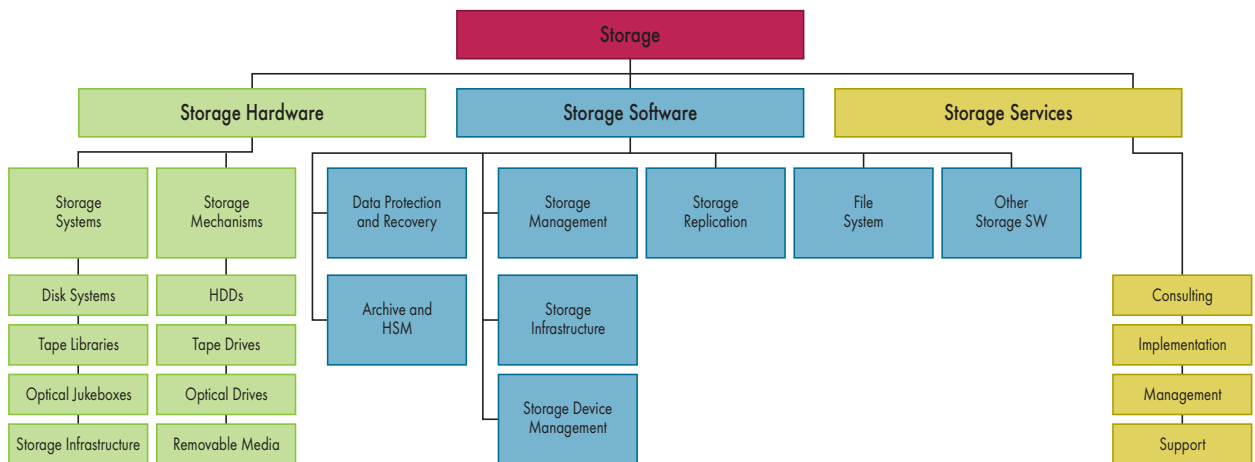 Storage
Storage Hardware
Storage Software
Storage Services
Storage
Systems
Storage
Mechanisms
Data Protection
and Recovery
Storage
Management
Storage
Replication
File
System
Other
Storage SW
Disk Systems
HDDs
Archive and
HSM
Storage
Infrastructure
Consulting
Tape Libraries
Tape Drives
Implementation
Optical Jukeboxes
Optical Drives
Storage Device
Management
Management
Storage Infrastructure
Removable Media
Support